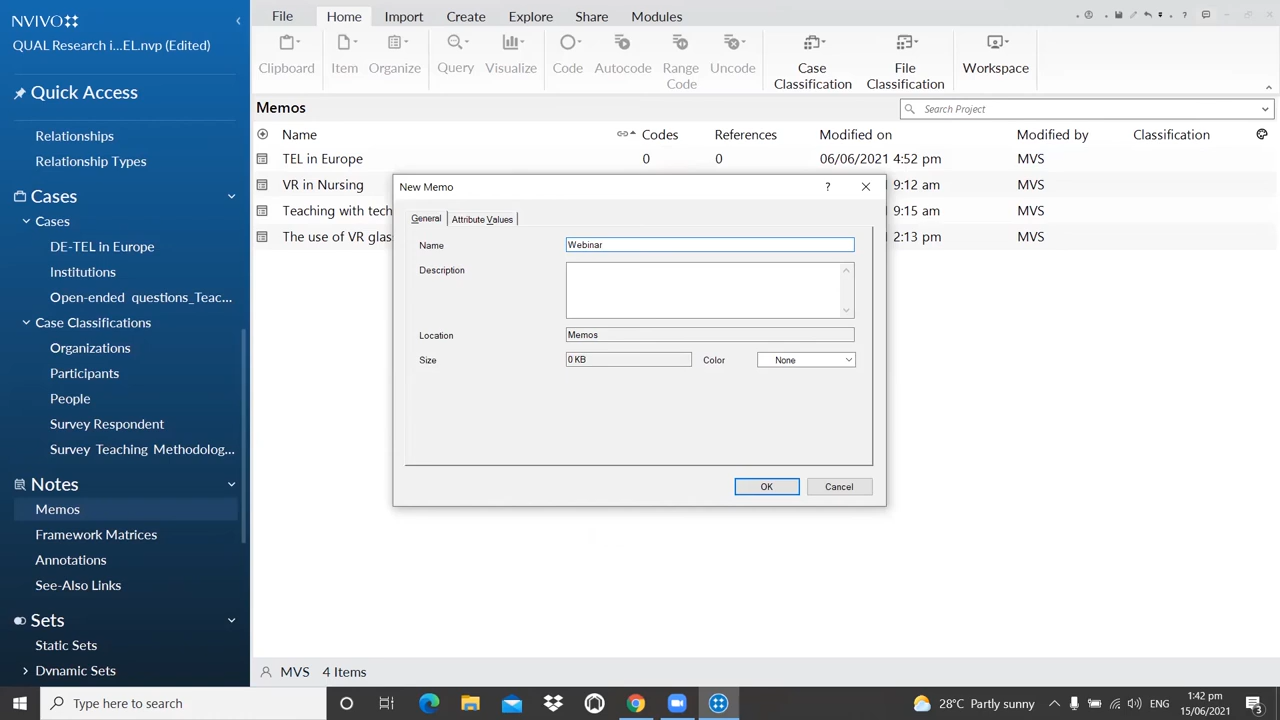 NVIVO
QUAL Research i...EL.nvp (Edited)
Quick Access
Relationships
Relationship Types
Cases
Cases
DE-TEL in Europe
Institutions
Open-ended questions_Teac...
Case Classifications
Organizations
Participants
People
Survey Respondent
Survey Teaching Methodolog...
Notes
Memos
Framework Matrices
Annotations
See-Also Links
Sets
Static Sets
Dynamic Sets
File Home Import Create Explore Share Modules
Clipboard Item Organize Query Visualize Code Autocode Range Code Uncode Case Classification File Classification Workspace
Memos
Search Project
Name Codes References Modified on Modified by Classification
TEL in Europe 0 0 06/06/2021 4:52 pm MVS
VR in Nursing 9:12 am MVS
Teaching with tech 9:15 am MVS
The use of VR glas 2:13 pm MVS
New Memo ?
General Attribute Values
Name Webinar
Description
Location Memos
Size 0 KB Color None
OK Cancel
MVS 4 Items
Type here to search
28°C Partly sunny
ENG
1:42 pm
15/06/2021
3